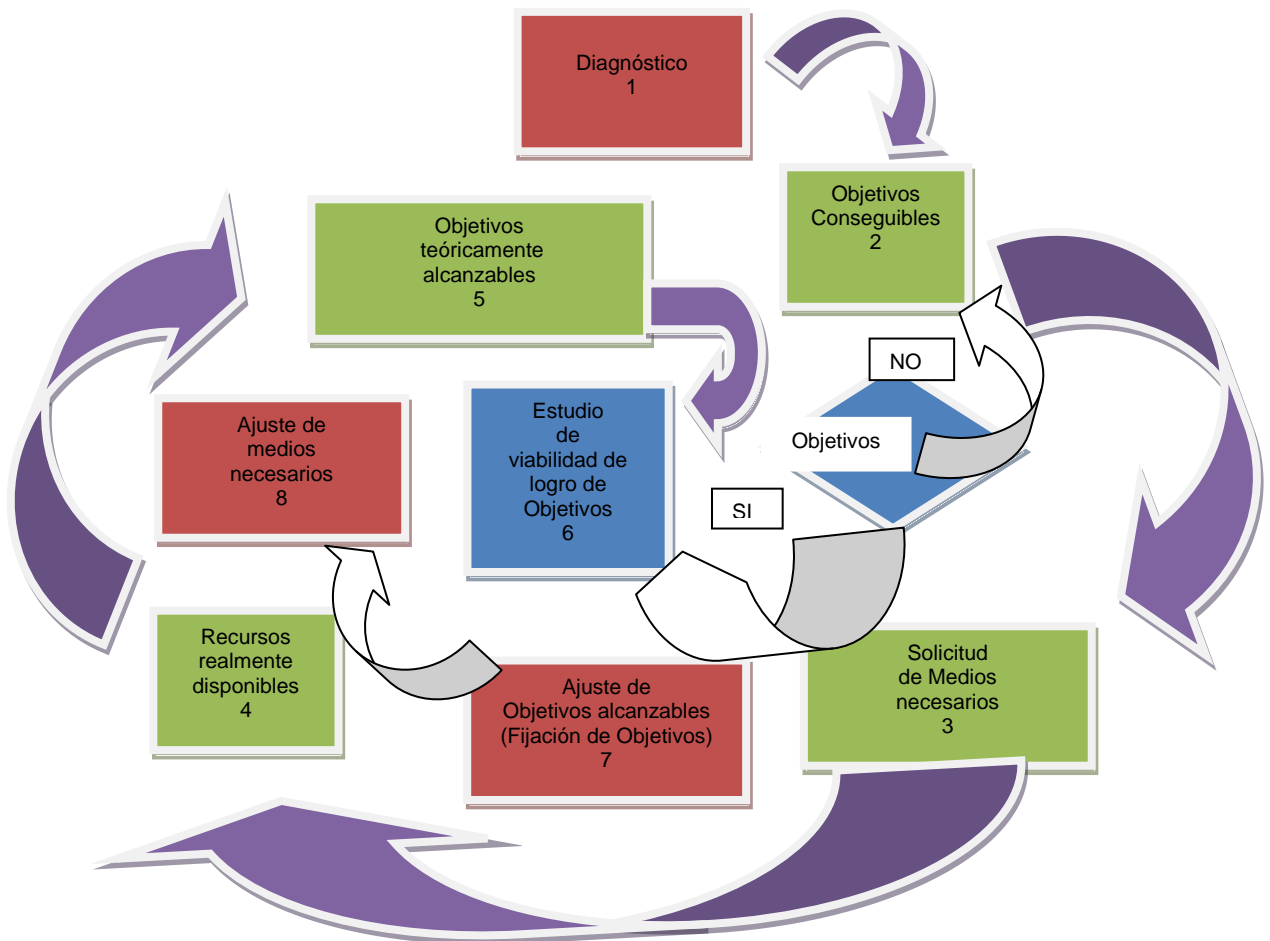 Diagnóstico
1
Objetivos
Conseguibles
2
Objetivos
teóricamente
alcanzables
5
NO
Objetivos
SI
Estudio
de
viabilidad de
logro de
Objetivos
6
Ajuste de
medios
necesarios
8
Recursos
realmente
disponibles
4
Ajuste de
Objetivos alcanzables
(Fijación de Objetivos)
7
Solicitud
de Medios
necesarios
3